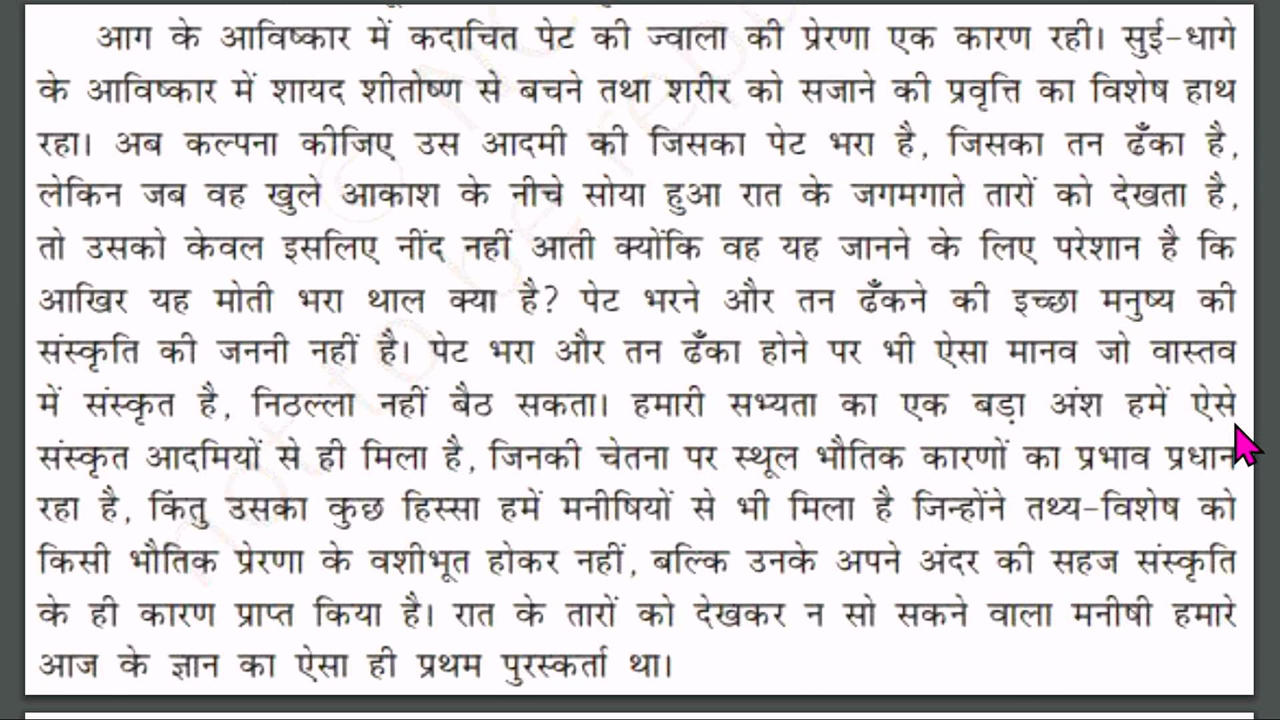 आग के आविष्कार में कदाचित पेट की ज्वाला की प्रेरणा एक कारण रही। सुई-धागे
के आविष्कार में शायद शीतोष्ण से बचने तथा शरीर को सजाने की प्रवृत्ति का विशेष हाथ
रहा। अब कल्पना कीजिए उस आदमी की जिसका पेट भरा है, जिसका तन ढँका है,
लेकिन जब वह खुले आकाश के नीचे सोया हुआ रात के जगमगाते तारों को देखता है,
तो उसको केवल इसलिए नींद नहीं आती क्योंकि वह यह जानने के लिए परेशान है कि
आखिर यह मोती भरा थाल क्या है? पेट भरने और तन ढँकने की इच्छा मनुष्य की
संस्कृति की जननी नहीं है। पेट भरा और तन ढँका होने पर भी ऐसा मानव जो वास्तव
में संस्कृत है, निठल्ला नहीं बैठ सकता। हमारी सभ्यता का एक बड़ा अंश हमें ऐसे
संस्कृत आदमियों से ही मिला है, जिनकी चेतना पर स्थूल भौतिक कारणों का प्रभाव प्रधान
रहा है, किंतु उसका कुछ हिस्सा हमें मनीषियों से भी मिला है जिन्होंने तथ्य-विशेष को
किसी भौतिक प्रेरणा के वशीभूत होकर नहीं, बल्कि उनके अपने अंदर की सहज संस्कृति
के ही कारण प्राप्त किया है। रात के तारों को देखकर न सो सकने वाला मनीषी हमारे
आज के ज्ञान का ऐसा ही प्रथम पुरस्कर्ता था।